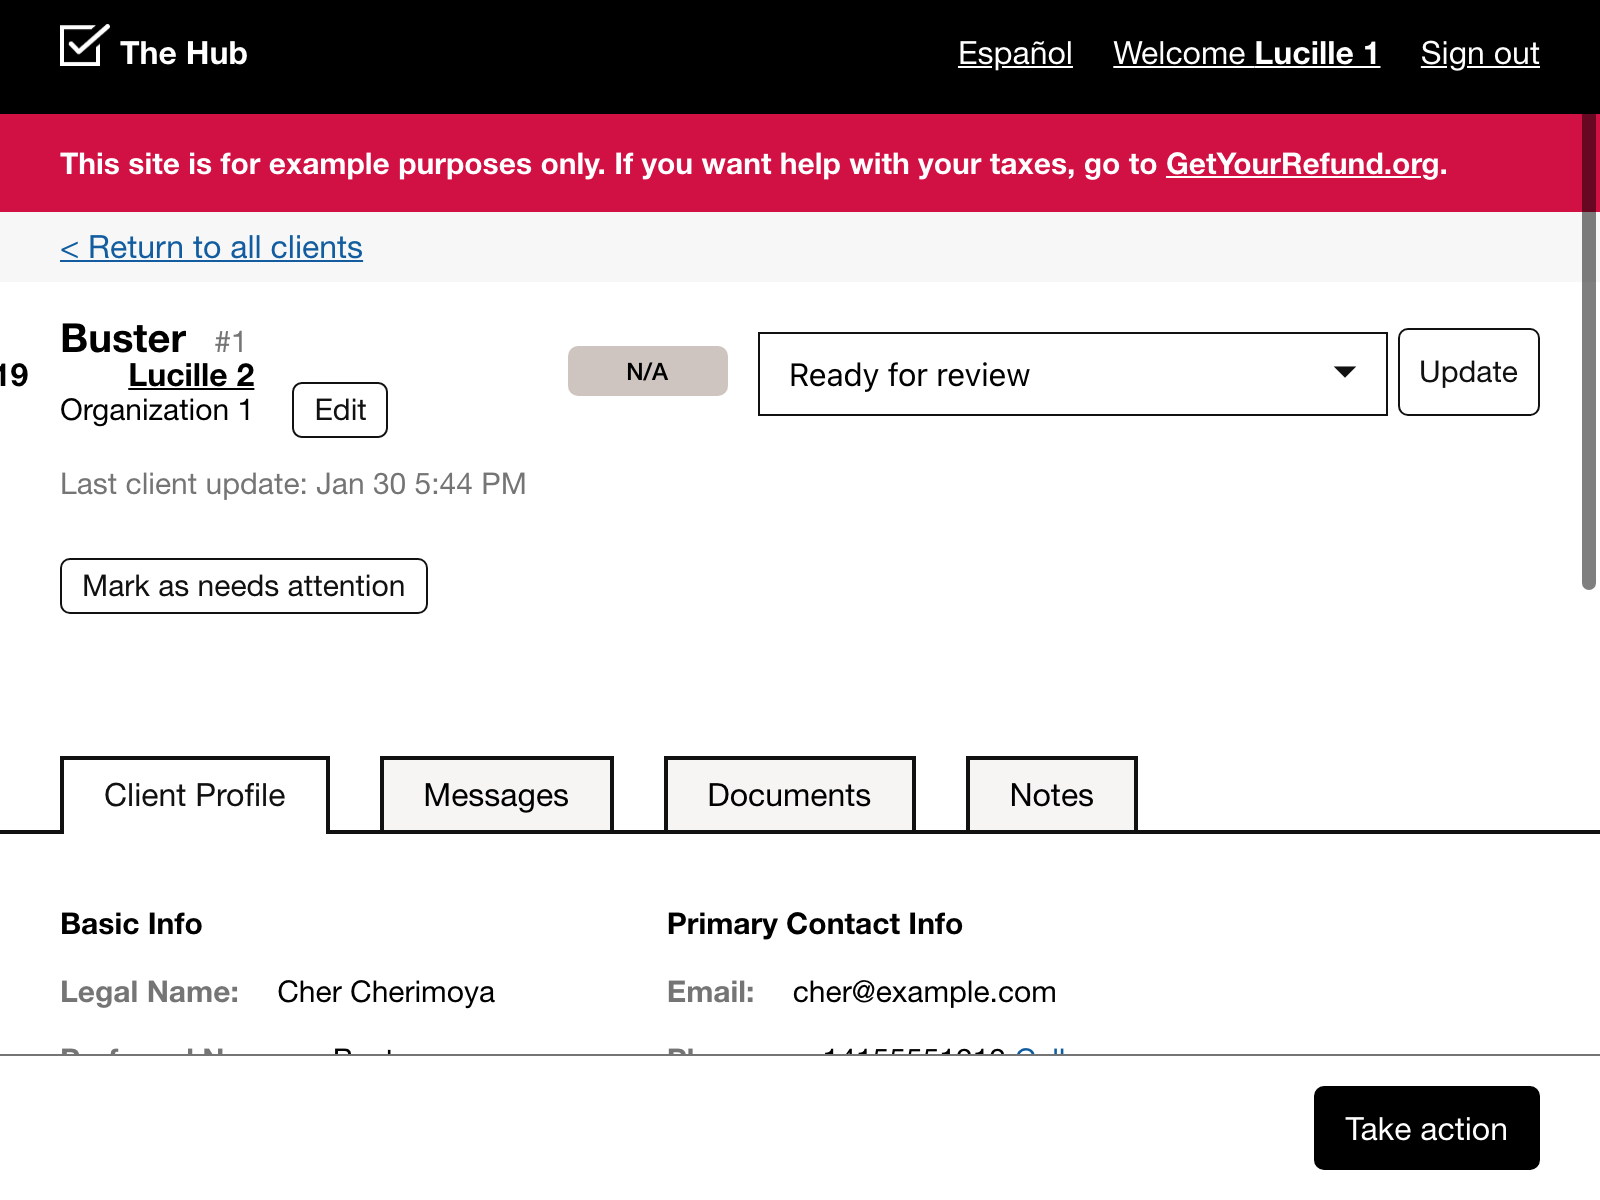 The Hub
Español Welcome Lucille 1 Sign out
This site is for example purposes only. If you want help with your taxes, go to GetYourRefund.org.
< Return to all clients
Buster #1
19 Lucille 2
Organization 1 Edit
N/A
Ready for review
Update
Last client update: Jan 30 5:44 PM
Mark as needs attention
Client Profile Messages Documents Notes
Basic Info
Legal Name: Cher Cherimoya
Primary Contact Info
Email: cher@example.com
Take action